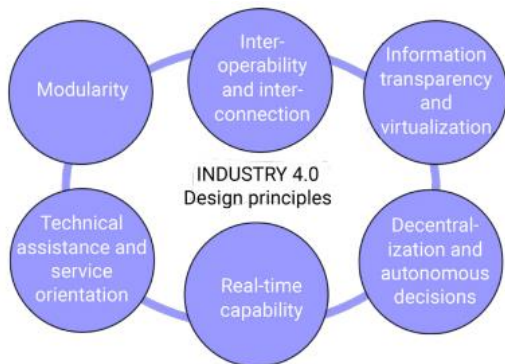 Inter-
operability
and inter-
connection
Information
transparency
and
virtualization
Modularity
INDUSTRY 4.0
Design principles
Technical
assistance and
service
orientation
Real-time
capability
Decentral-
ization and
autonomous
decisions